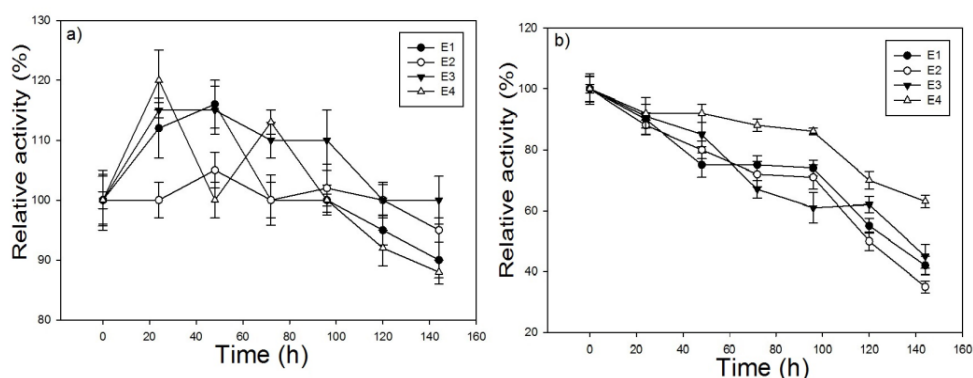 a)
E1
E2
E3
E4
Relative activity (%)
130
120
110
100
90
80
0 20 40 60 80 100 120 140 160
Time (h)
b)
E1
E2
E3
E4
Relative activity (%)
100
80
60
40
20
0 20 40 60 80 100 120 140 160
Time (h)